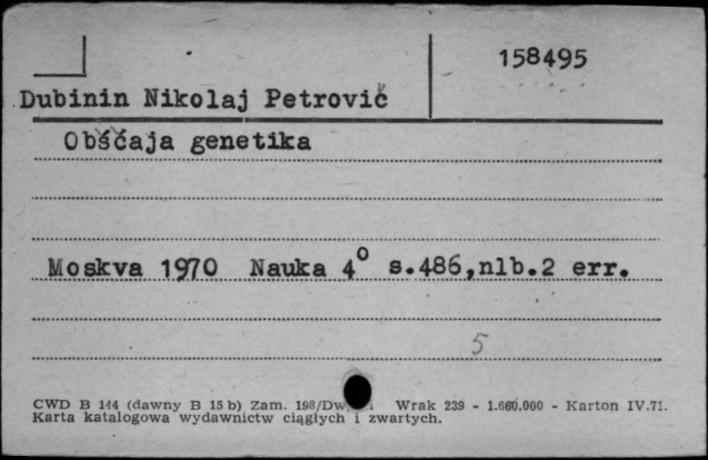 158495
Dubinin Nikolaj Petrovič
Obščaja genetika
Moskva 1970 Nauka 4° s.486,nlb.2 err.
5
CWD B 144 (dawny B 15 b) Zam. 198/Dw Wrak 239 - 1.660.000 - Karton IV.71.
Karta katalogowa wydawnictw ciągłych i zwartych.